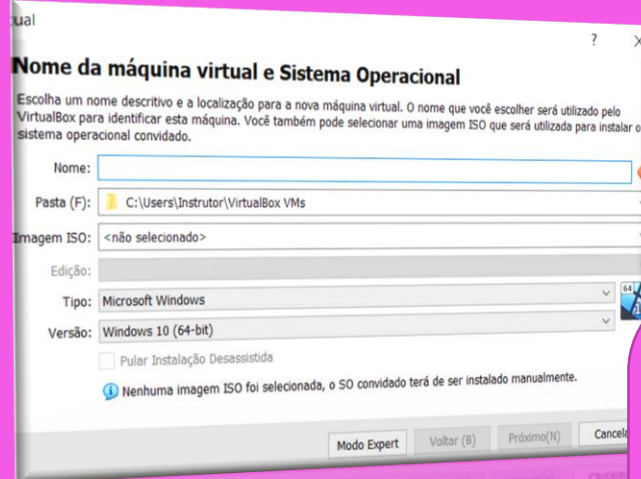 ual
? X
Nome da máquina virtual e Sistema Operacional
Escolha um nome descritivo e a localização para a nova máquina virtual. O nome que você escolher será utilizado pelo
VirtualBox para identificar esta máquina. Você também pode selecionar uma imagem ISO que será utilizada para instalar o
sistema operacional convidado.
Nome:
Pasta (F): C:\Users\Instrutor\VirtualBox VMs
Imagem ISO: <não selecionado>
Edição:
Tipo: Microsoft Windows
64
Versão: Windows 10 (64-bit)
Pular Instalação Desassistida
Nenhuma imagem ISO foi selecionada, o SO convidado terá de ser instalado manualmente.
Modo Expert Voltar (B) Próximo(N) Cancela